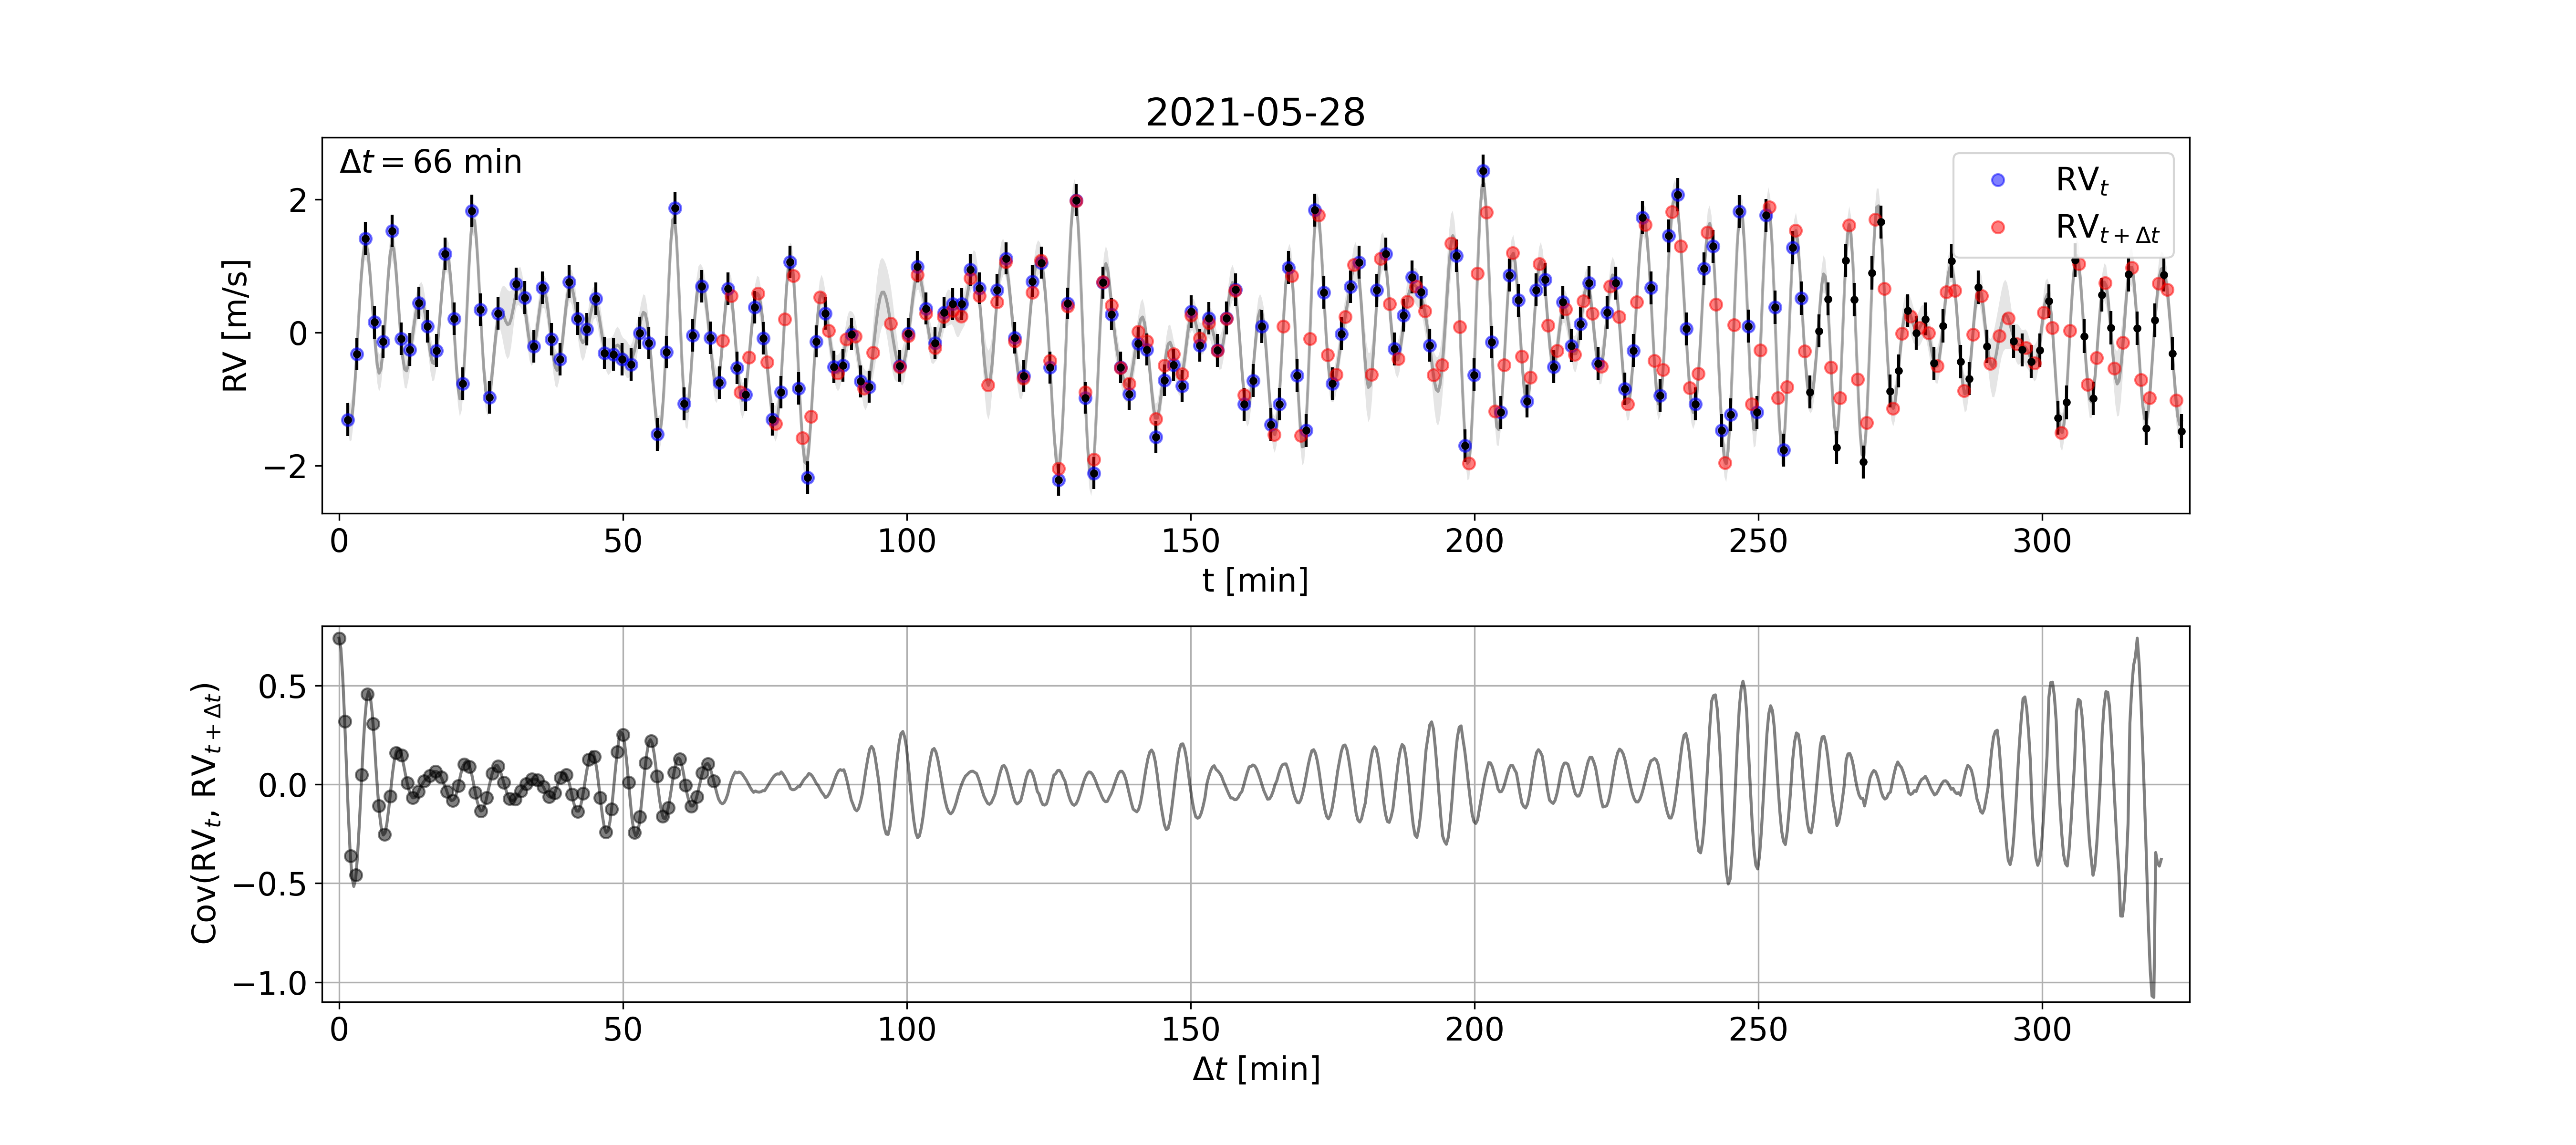 2021-05-28
Δt = 66 min
RV_t
RV_{t+Δt}
2
0
−2
RV [m/s]
0 50 100 150 200 250 300
t [min]
0.5
0.0
−0.5
−1.0
Cov(RV_t, RV_{t+Δt})
0 50 100 150 200 250 300
Δt [min]